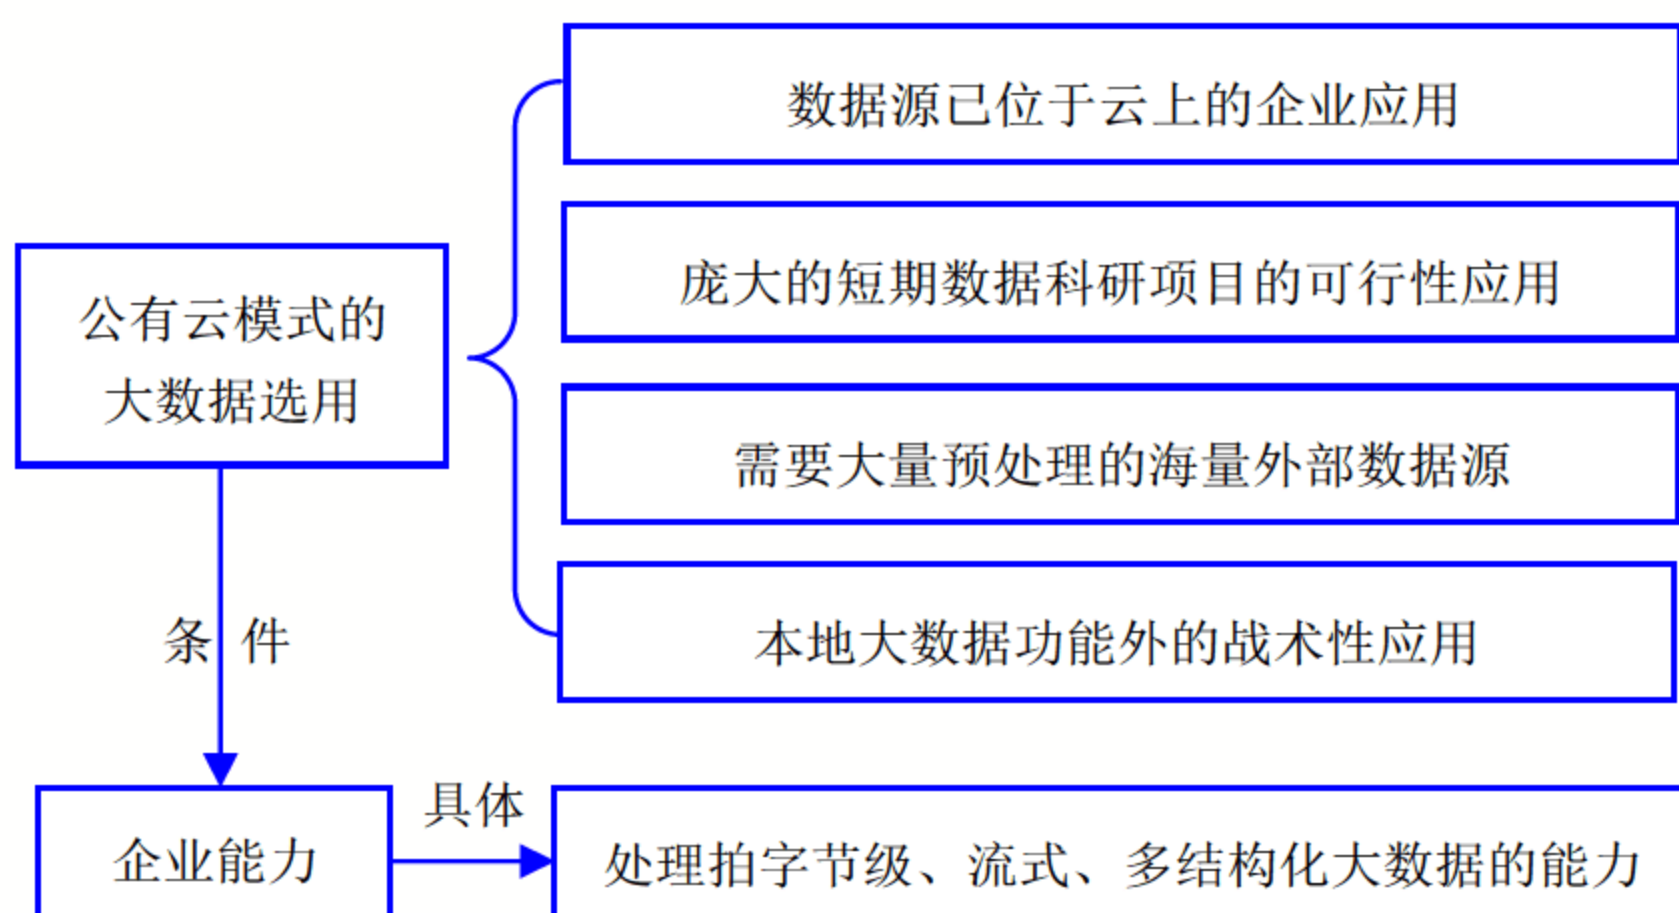 数据源已位于云上的企业应用
庞大的短期数据科研项目的可行性应用
公有云模式的
大数据选用
需要大量预处理的海量外部数据源
本地大数据功能外的战术性应用
条 件
具体
企业能力
处理拍字节级、流式、多结构化大数据的能力